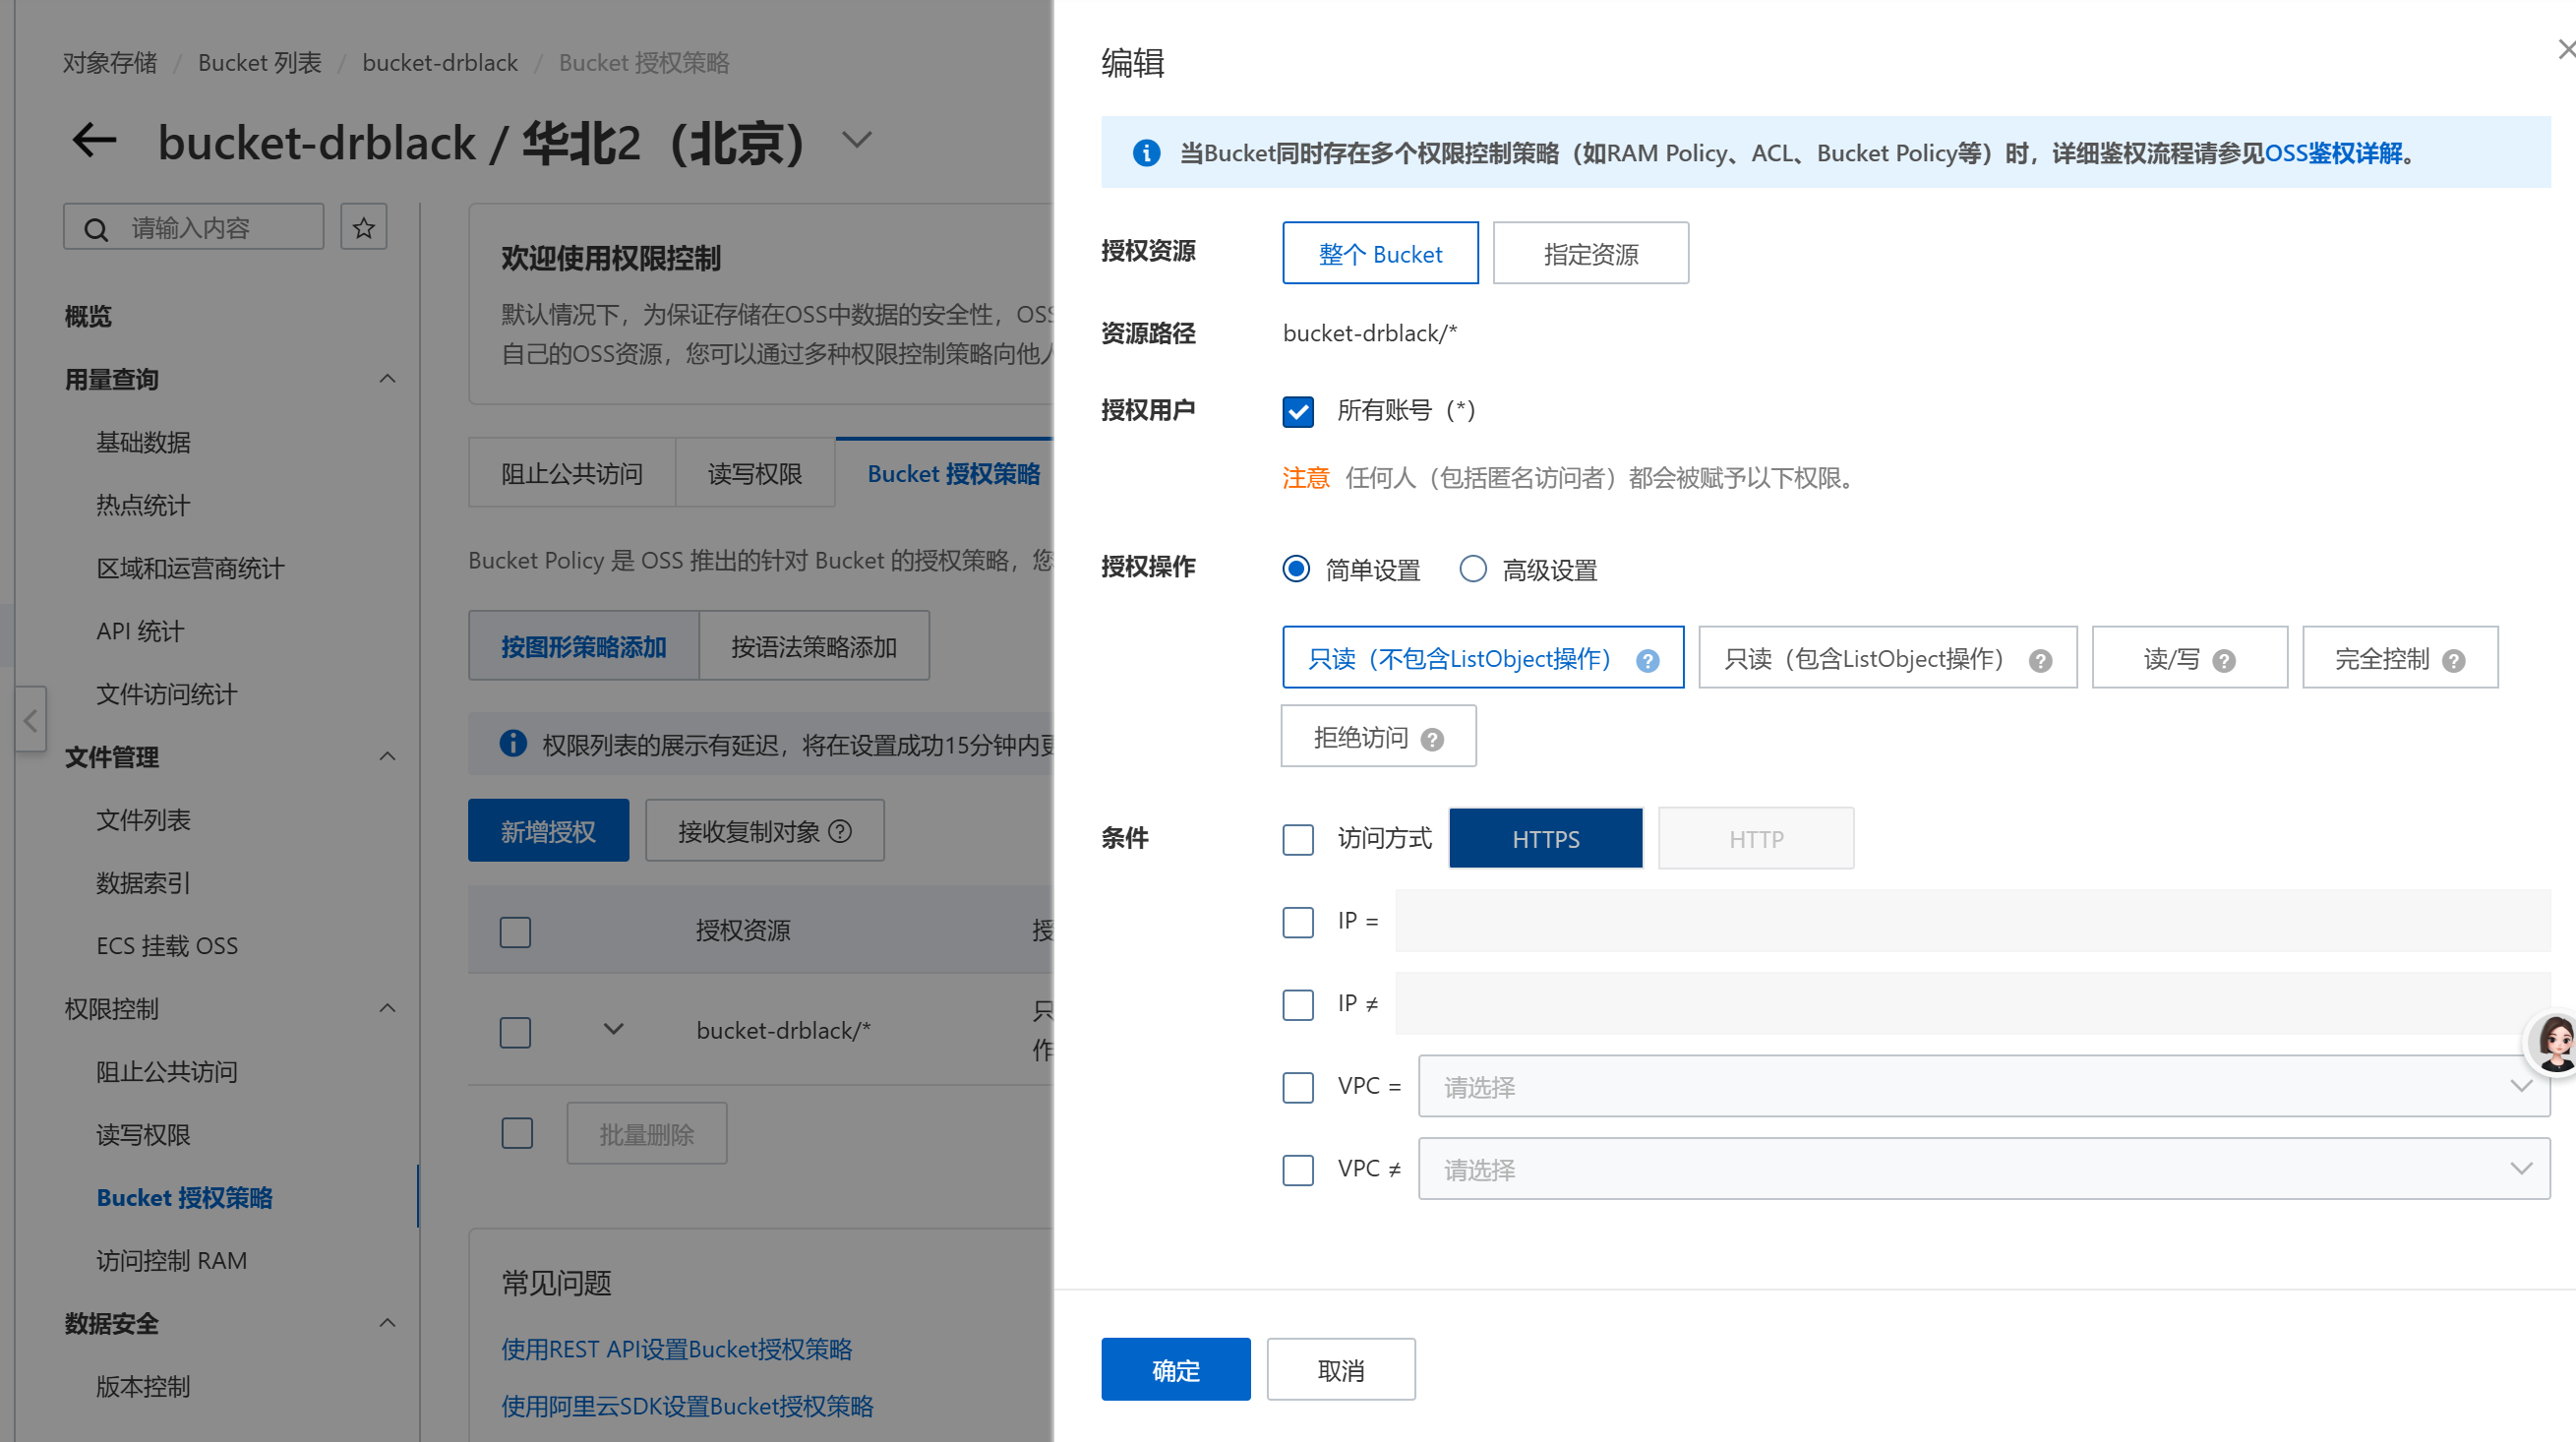 对象存储 / Bucket 列表 / bucket-drblack / Bucket 授权策略
bucket-drblack / 华北2（北京）
请输入内容
概览
用量查询
基础数据
热点统计
区域和运营商统计
API 统计
文件访问统计
文件管理
文件列表
数据索引
ECS 挂载 OSS
权限控制
阻止公共访问
读写权限
Bucket 授权策略
访问控制 RAM
数据安全
版本控制
欢迎使用权限控制
默认情况下，为保证存储在OSS中数据的安全性，OSS
自己的OSS资源，您可以通过多种权限控制策略向他人
阻止公共访问 读写权限 Bucket 授权策略
Bucket Policy 是 OSS 推出的针对 Bucket 的授权策略，您
按图形策略添加 按语法策略添加
权限列表的展示有延迟，将在设置成功15分钟内更
新增授权 接收复制对象
授权资源 授
bucket-drblack/* 只
作
批量删除
常见问题
使用REST API设置Bucket授权策略
使用阿里云SDK设置Bucket授权策略
编辑
当Bucket同时存在多个权限控制策略（如RAM Policy、ACL、Bucket Policy等）时，详细鉴权流程请参见OSS鉴权详解。
授权资源 整个 Bucket 指定资源
资源路径 bucket-drblack/*
授权用户 所有账号（*）
注意 任何人（包括匿名访问者）都会被赋予以下权限。
授权操作 简单设置 高级设置
只读（不包含ListObject操作） 只读（包含ListObject操作） 读/写 完全控制
拒绝访问
条件 访问方式 HTTPS HTTP
IP =
IP ≠
VPC = 请选择
VPC ≠ 请选择
确定 取消